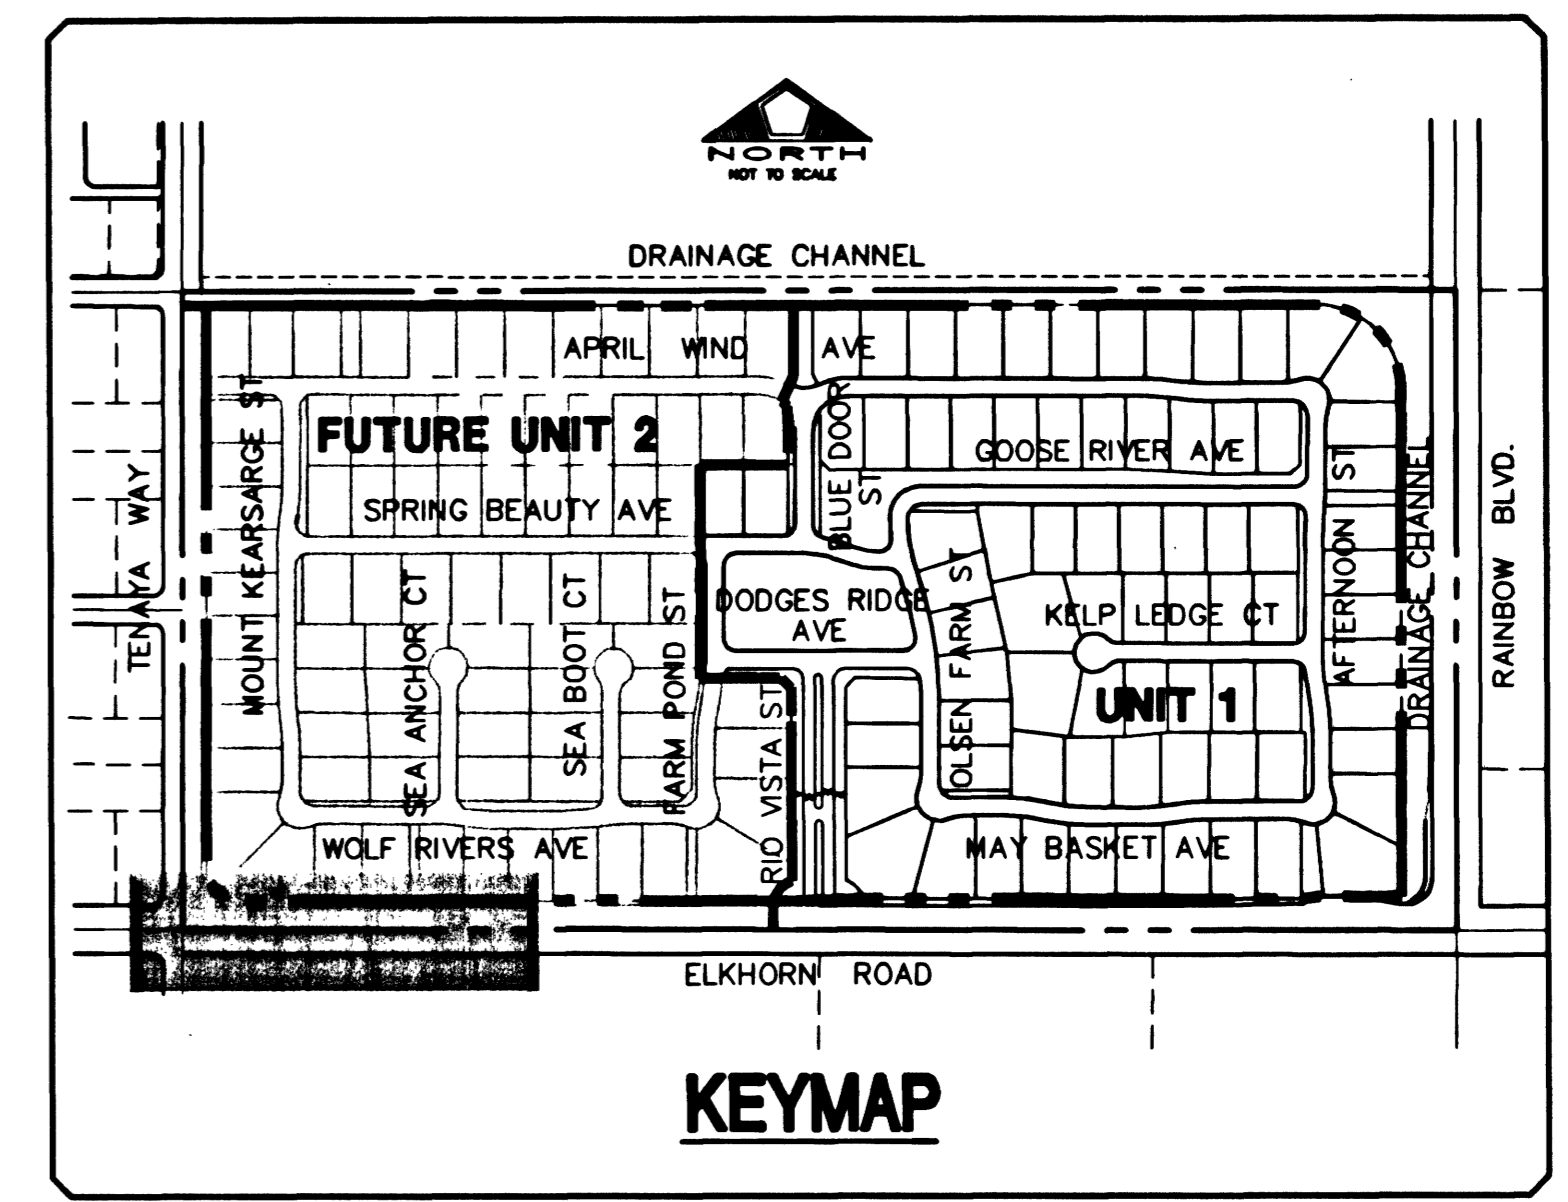 NORTH
NOT TO SCALE
DRAINAGE CHANNEL
APRIL WIND AVE
FUTURE UNIT 2
MOUNT KEARSARGE ST
TENAYA WAY
SPRING BEAUTY AVE
BLUE DOOR
ST
GOOSE RIVER AVE
AFTERNOON ST
DRAINAGE CHANNEL
RAINBOW BLVD.
SEA ANCHOR CT
SEA BOOT CT
FARM POND ST
DODGES RIDGE
AVE
OLSEN FARM ST
KELP LEDGE CT
UNIT 1
RIO VISTA ST
WOLF RIVERS AVE
MAY BASKET AVE
ELKHORN ROAD
KEYMAP